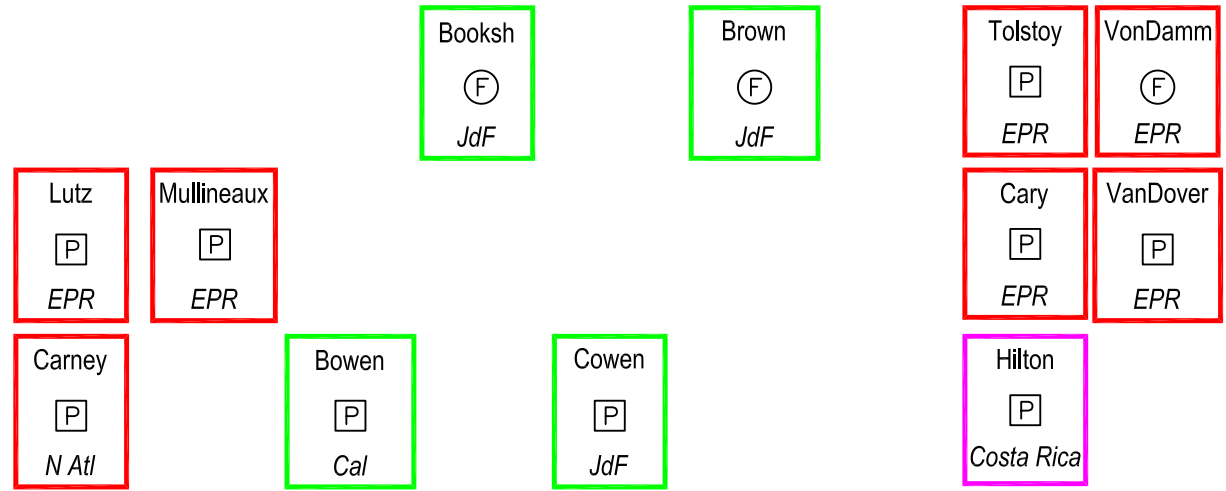 Booksh
F
JdF
Brown
F
JdF
Tolstoy
P
EPR
VonDamm
F
EPR
Lutz
P
EPR
Mullineaux
P
EPR
Cary
P
EPR
VanDover
P
EPR
Carney
P
N Atl
Bowen
P
Cal
Cowen
P
JdF
Hilton
P
Costa Rica